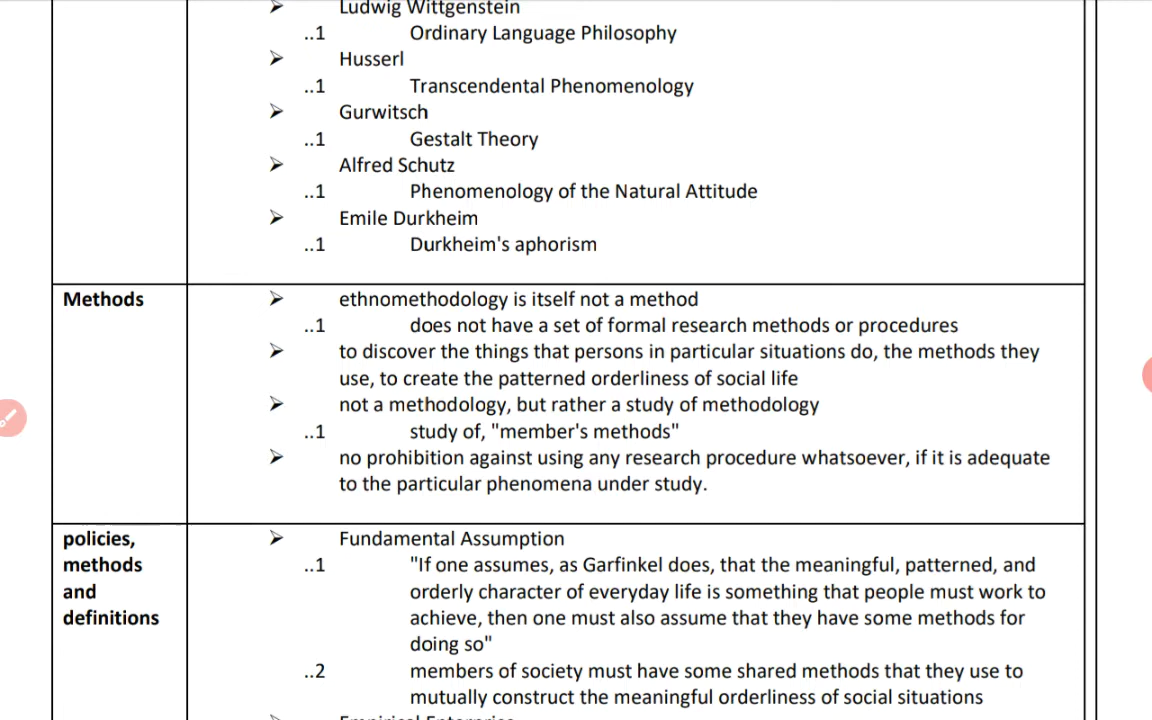 ➤ Ludwig Wittgenstein
..1 Ordinary Language Philosophy
➤ Husserl
..1 Transcendental Phenomenology
➤ Gurwitsch
..1 Gestalt Theory
➤ Alfred Schutz
..1 Phenomenology of the Natural Attitude
➤ Emile Durkheim
..1 Durkheim's aphorism
Methods
➤ ethnomethodology is itself not a method
..1 does not have a set of formal research methods or procedures
➤ to discover the things that persons in particular situations do, the methods they
use, to create the patterned orderliness of social life
➤ not a methodology, but rather a study of methodology
..1 study of, "member's methods"
➤ no prohibition against using any research procedure whatsoever, if it is adequate
to the particular phenomena under study.
policies,
methods
and
definitions
➤ Fundamental Assumption
..1 "If one assumes, as Garfinkel does, that the meaningful, patterned, and
orderly character of everyday life is something that people must work to
achieve, then one must also assume that they have some methods for
doing so"
..2 members of society must have some shared methods that they use to
mutually construct the meaningful orderliness of social situations
➤ Empirical Enterprise